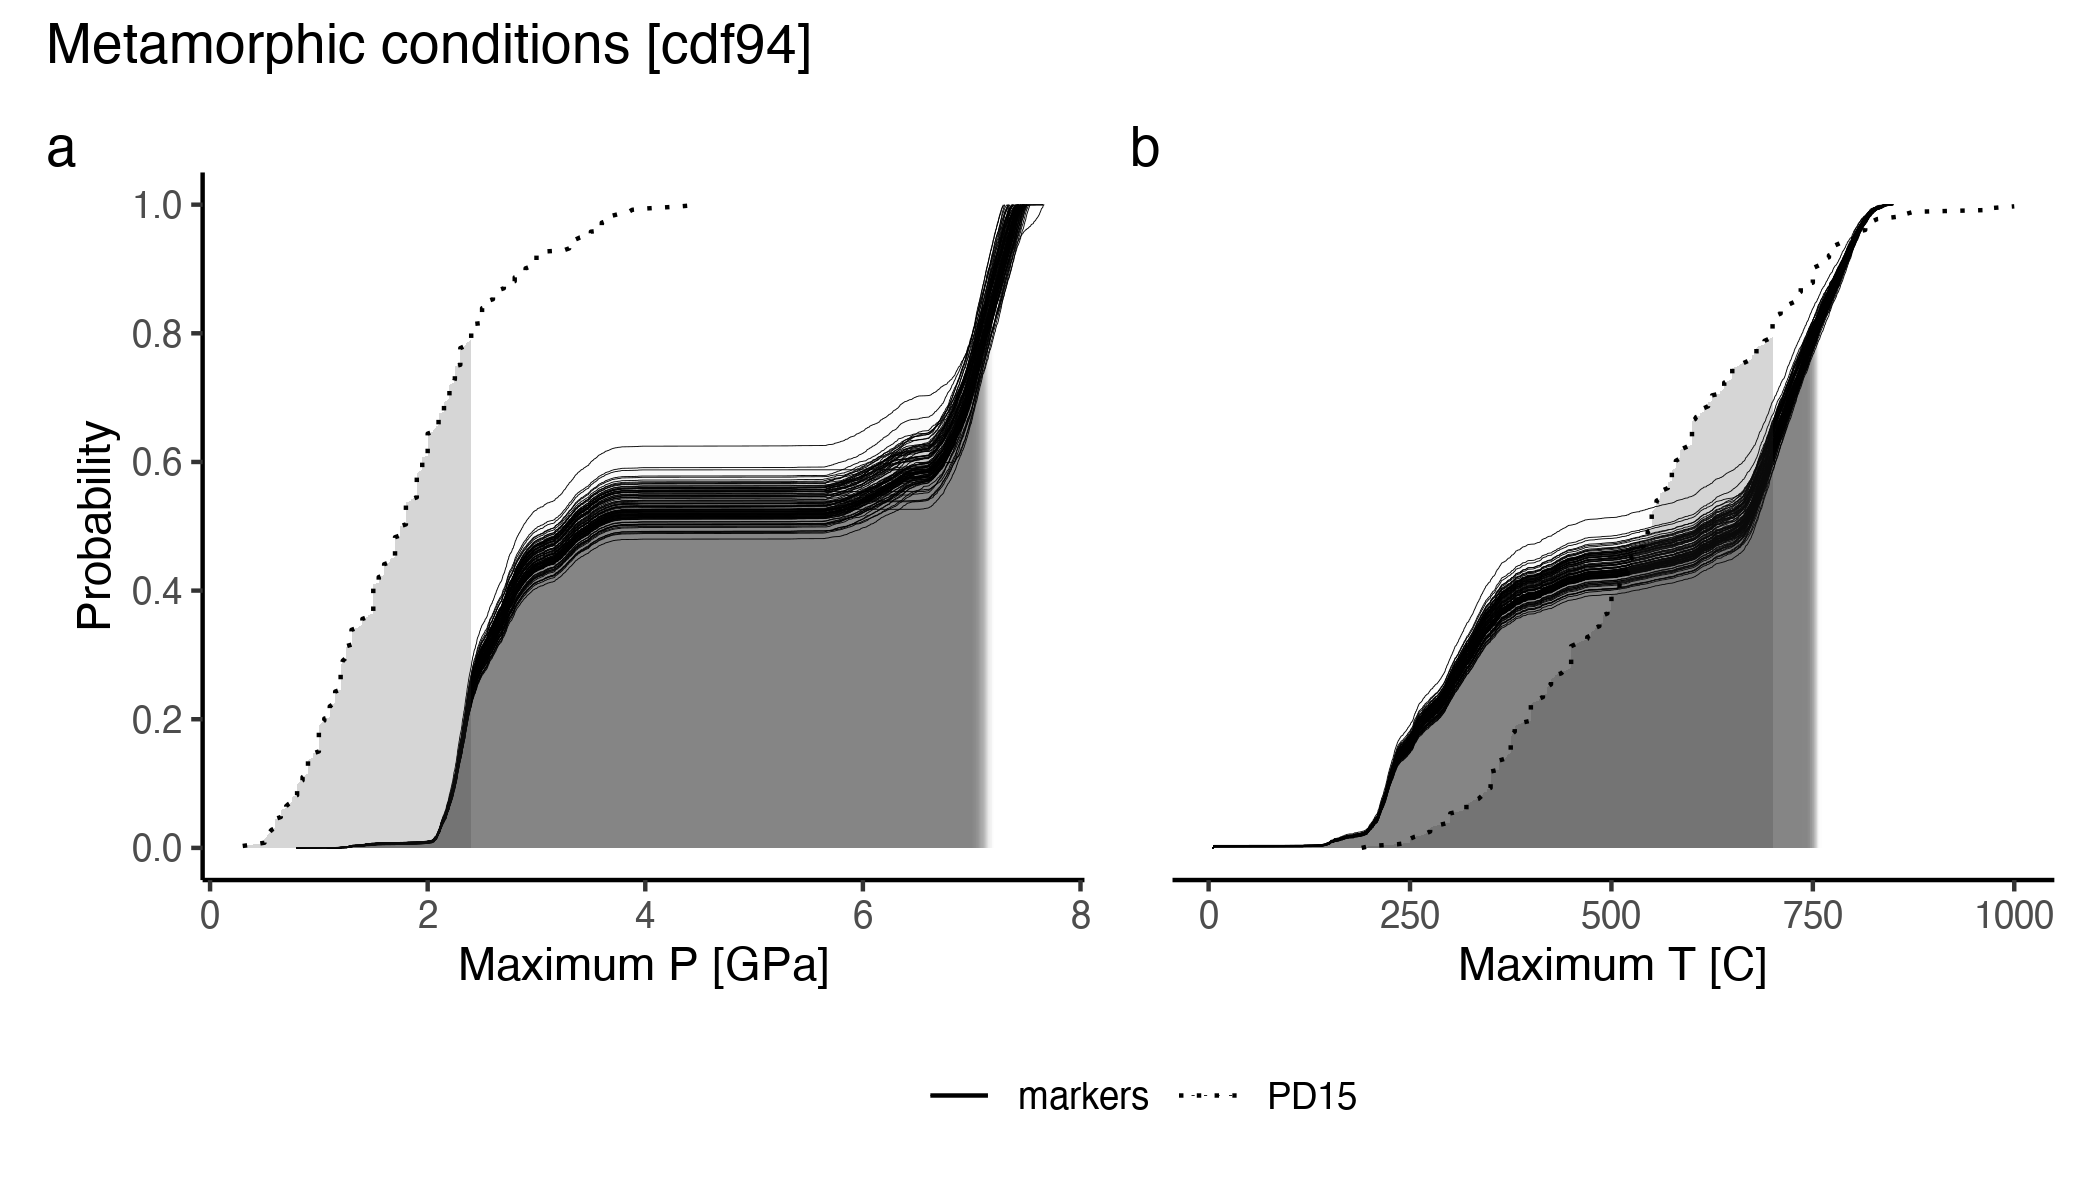 Metamorphic conditions [cdf94]
a
b
Probability
1.0
0.8
0.6
0.4
0.2
0.0
0 2 4 6 8
0 250 500 750 1000
Maximum P [GPa]
Maximum T [C]
markers PD15